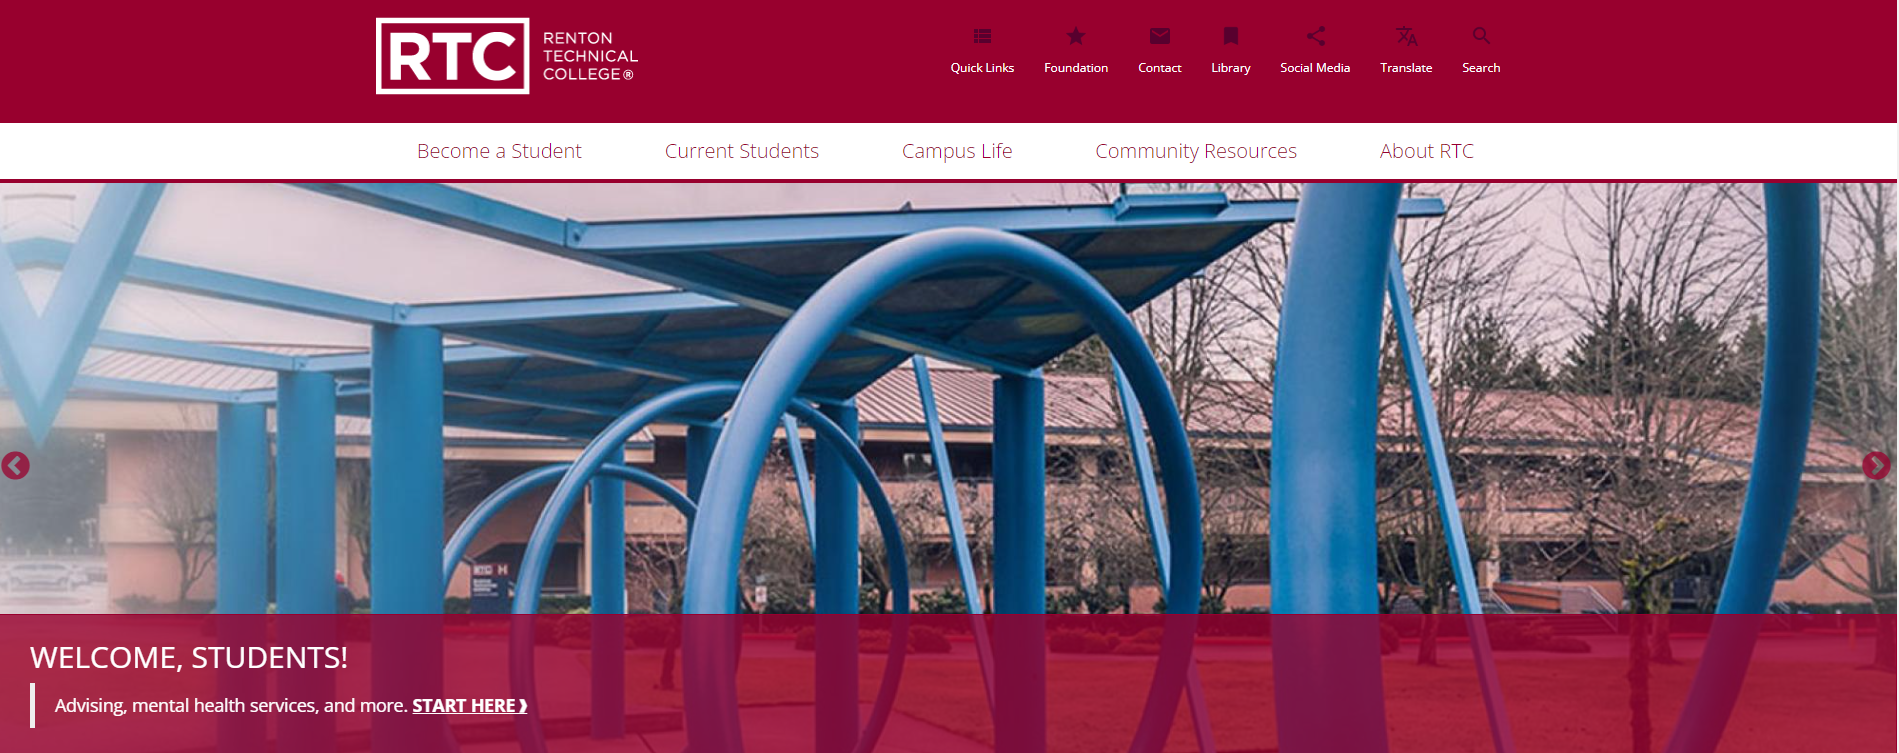 RTC
RENTON
TECHNICAL
COLLEGE®
Quick Links
Foundation
Contact
Library
Social Media
Translate
Search
Become a Student
Current Students
Campus Life
Community Resources
About RTC
WELCOME, STUDENTS!
Advising, mental health services, and more. START HERE ❯